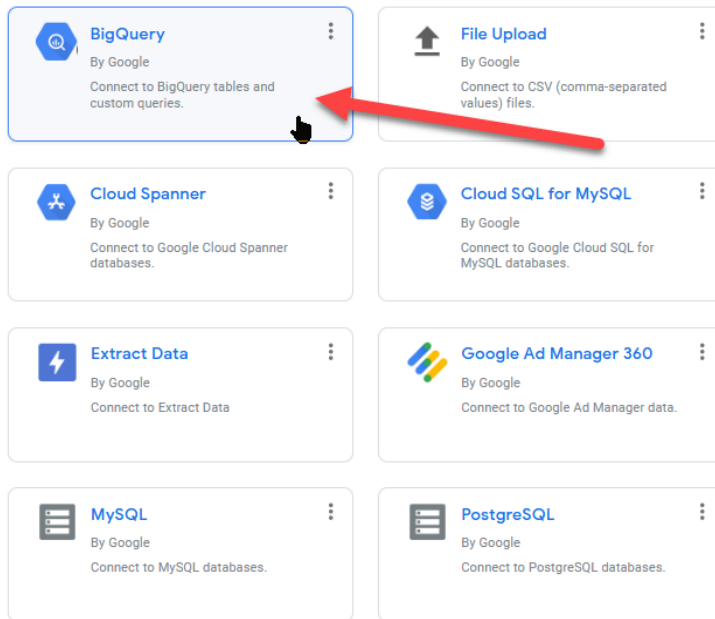 BigQuery
By Google
Connect to BigQuery tables and
custom queries.
File Upload
By Google
Connect to CSV (comma-separated
values) files.
Cloud Spanner
By Google
Connect to Google Cloud Spanner
databases.
Cloud SQL for MySQL
By Google
Connect to Google Cloud SQL for
MySQL databases.
Extract Data
By Google
Connect to Extract Data
Google Ad Manager 360
By Google
Connect to Google Ad Manager data.
MySQL
By Google
Connect to MySQL databases.
PostgreSQL
By Google
Connect to PostgreSQL databases.